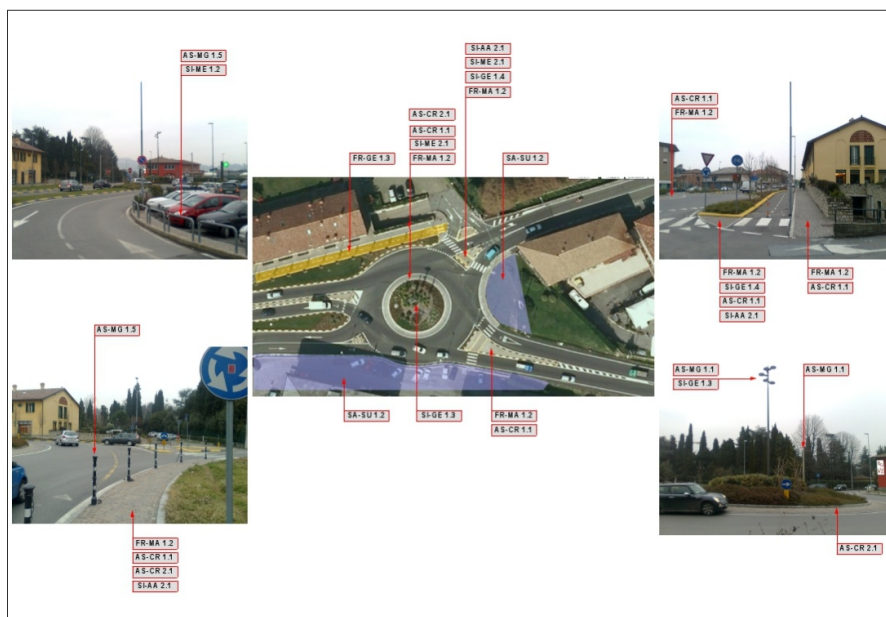 AS-MG 1.5
SI-ME 1.2
SI-AA 2.1
SI-ME 2.1
SI-GE 1.4
FR-MA 1.2
AS-CR 2.1
AS-CR 1.1
SI-ME 2.1
FR-MA 1.2
FR-GE 1.3
SA-SU 1.2
AS-CR 1.1
FR-MA 1.2
FR-MA 1.2
SI-GE 1.4
AS-CR 1.1
SI-AA 2.1
FR-MA 1.2
AS-CR 1.1
AS-MG 1.5
FR-MA 1.2
AS-CR 1.1
AS-CR 2.1
SI-AA 2.1
SA-SU 1.2
SI-GE 1.3
FR-MA 1.2
AS-CR 1.1
AS-MG 1.1
SI-GE 1.3
AS-MG 1.1
AS-CR 2.1